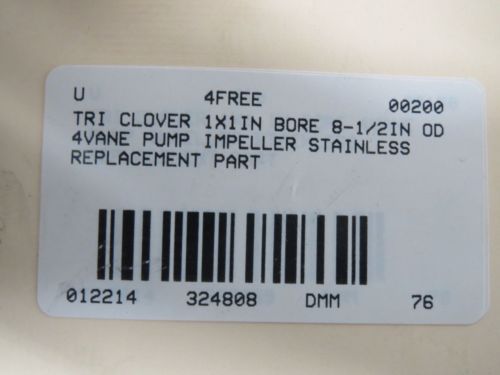 U 4FREE 00200
TRI CLOVER 1X1IN BORE 8-1/2IN OD
4VANE PUMP IMPELLER STAINLESS
REPLACEMENT PART
012214 324808 DMM 76